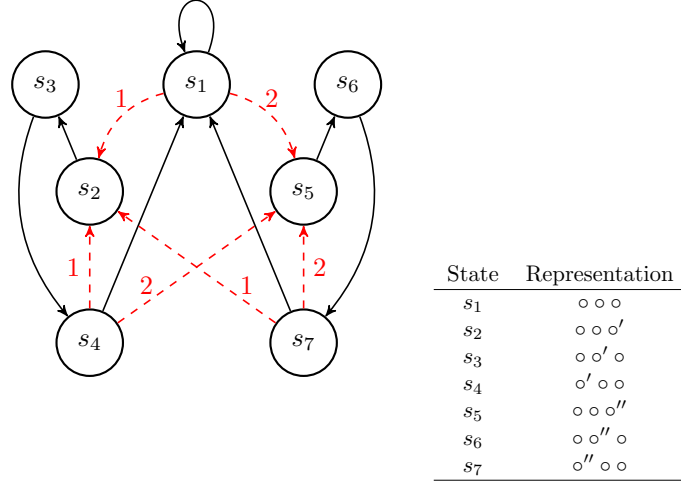 s₁
s₃
s₆
1
2
s₂
s₅
1
2
1
2
s₄
s₇
State Representation
s₁ ∘ ∘ ∘
s₂ ∘ ∘ ∘′
s₃ ∘ ∘′ ∘
s₄ ∘′ ∘ ∘
s₅ ∘ ∘ ∘″
s₆ ∘ ∘″ ∘
s₇ ∘″ ∘ ∘